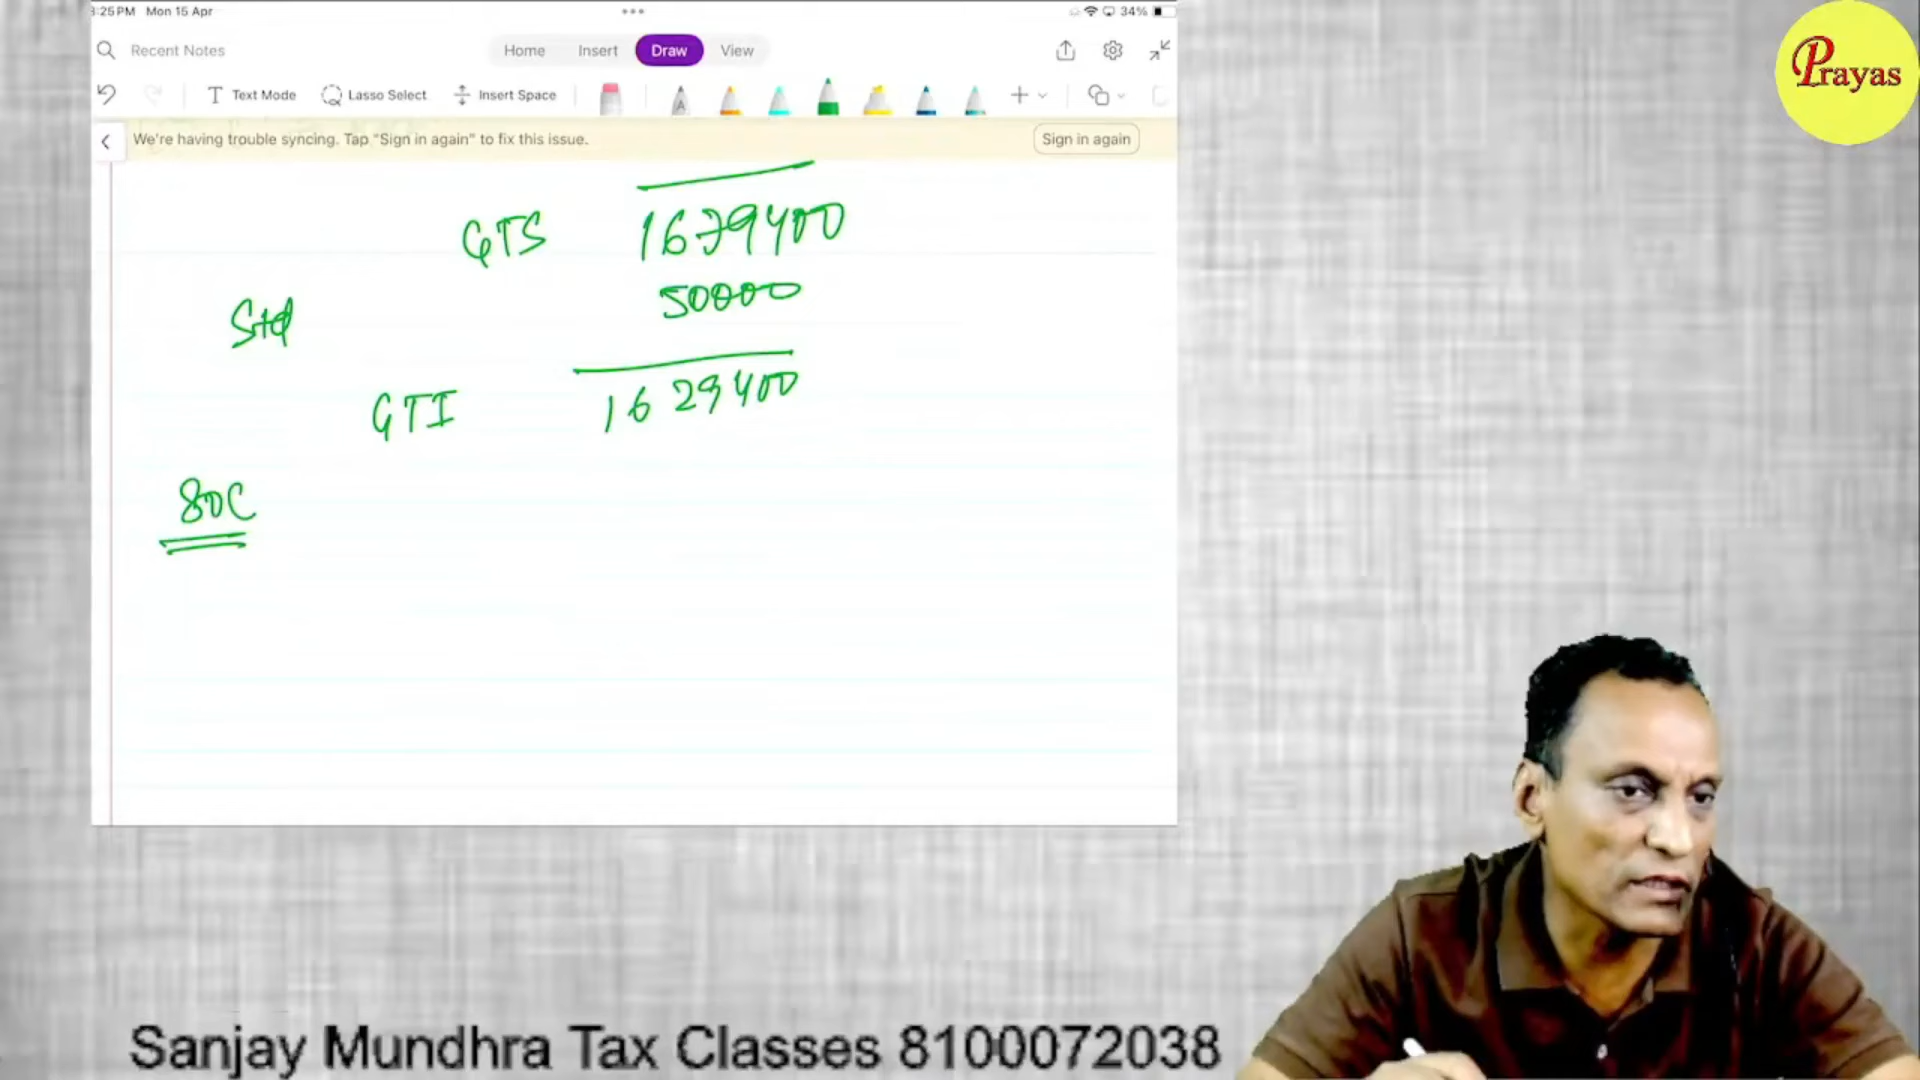 3:25PM Mon 15 Apr 34%
Recent Notes Home Insert Draw View
Text Mode Lasso Select Insert Space A
We're having trouble syncing. Tap "Sign in again" to fix this issue. Sign in again
Prayas
GTS 1679400
Std 50000
GTI 1629400
80C
Sanjay Mundhra Tax Classes 8100072038